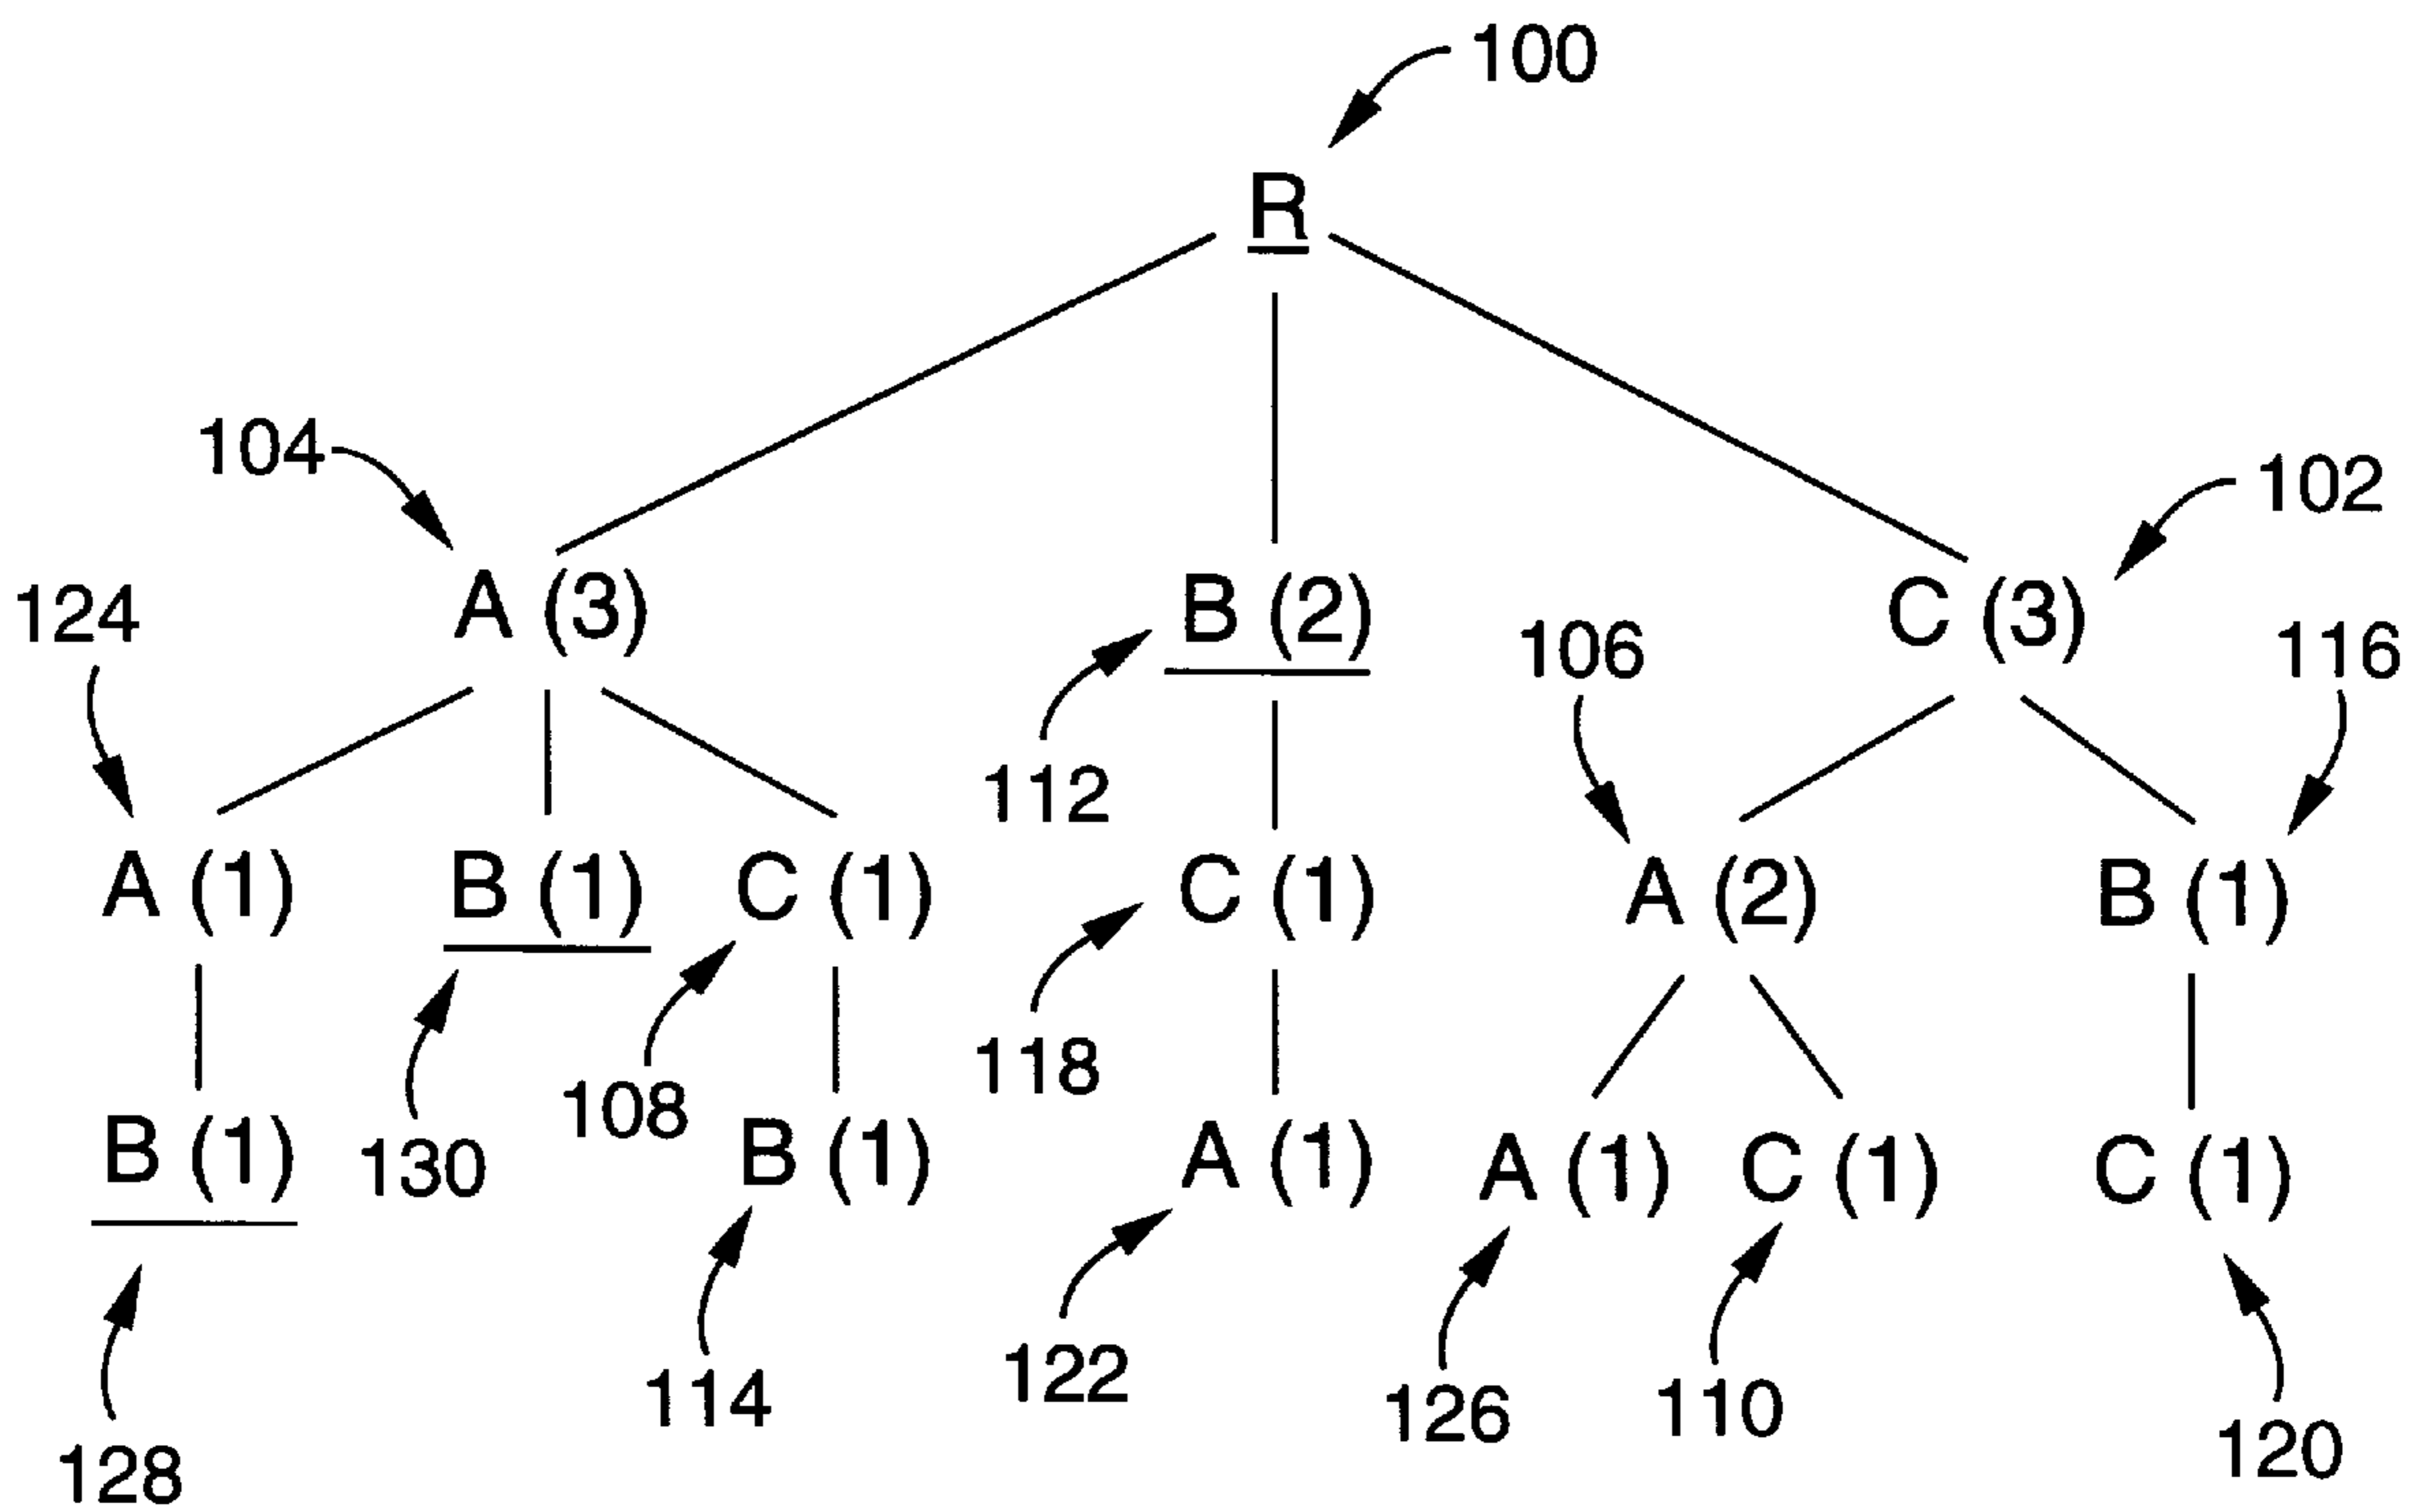 100
R
104
102
A (3)
B (2)
C (3)
124
106
116
112
A (1)
B (1)
C (1)
C (1)
A (2)
B (1)
118
108
130
B (1)
B (1)
A (1)
A (1)
C (1)
C (1)
122
114
126
110
120
128